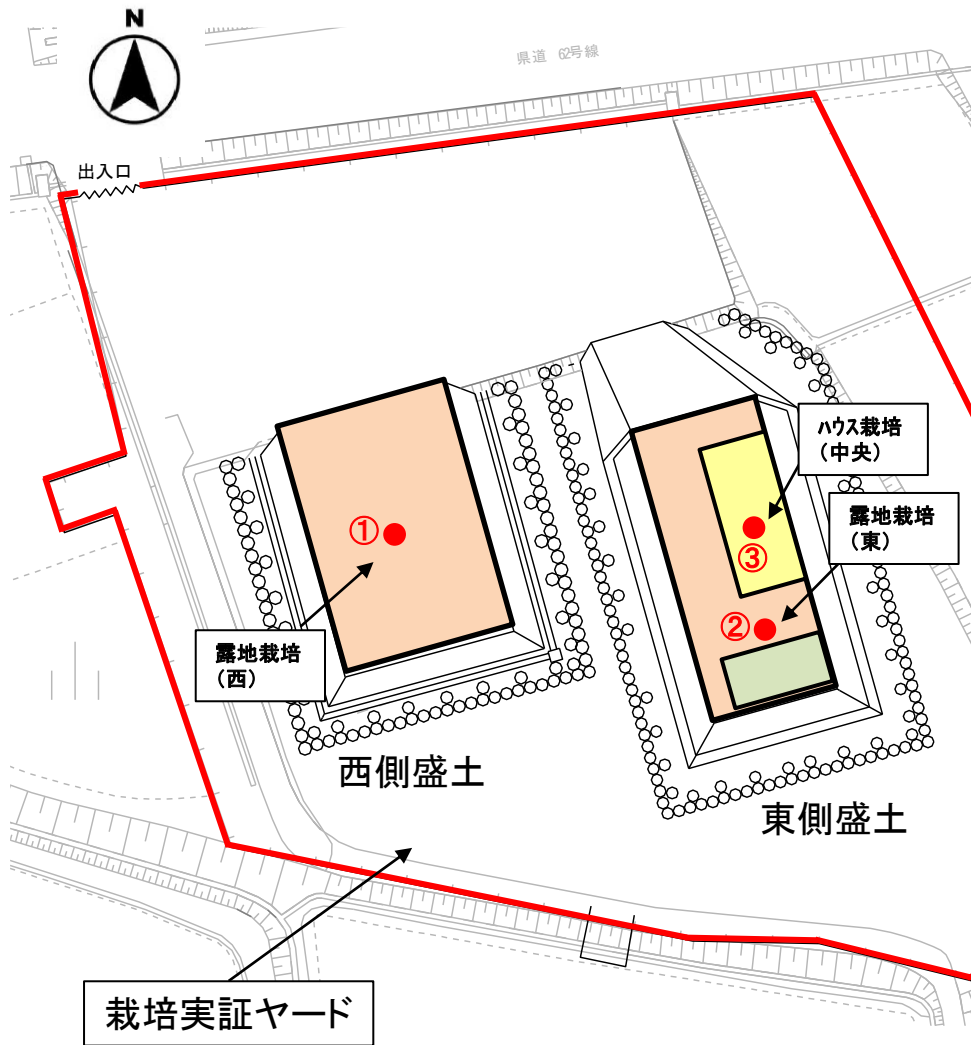 N
県道 62号線
出入口
ハウス栽培
（中央）
露地栽培
（東）
①
③
②
露地栽培
（西）
西側盛土
東側盛土
栽培実証ヤード